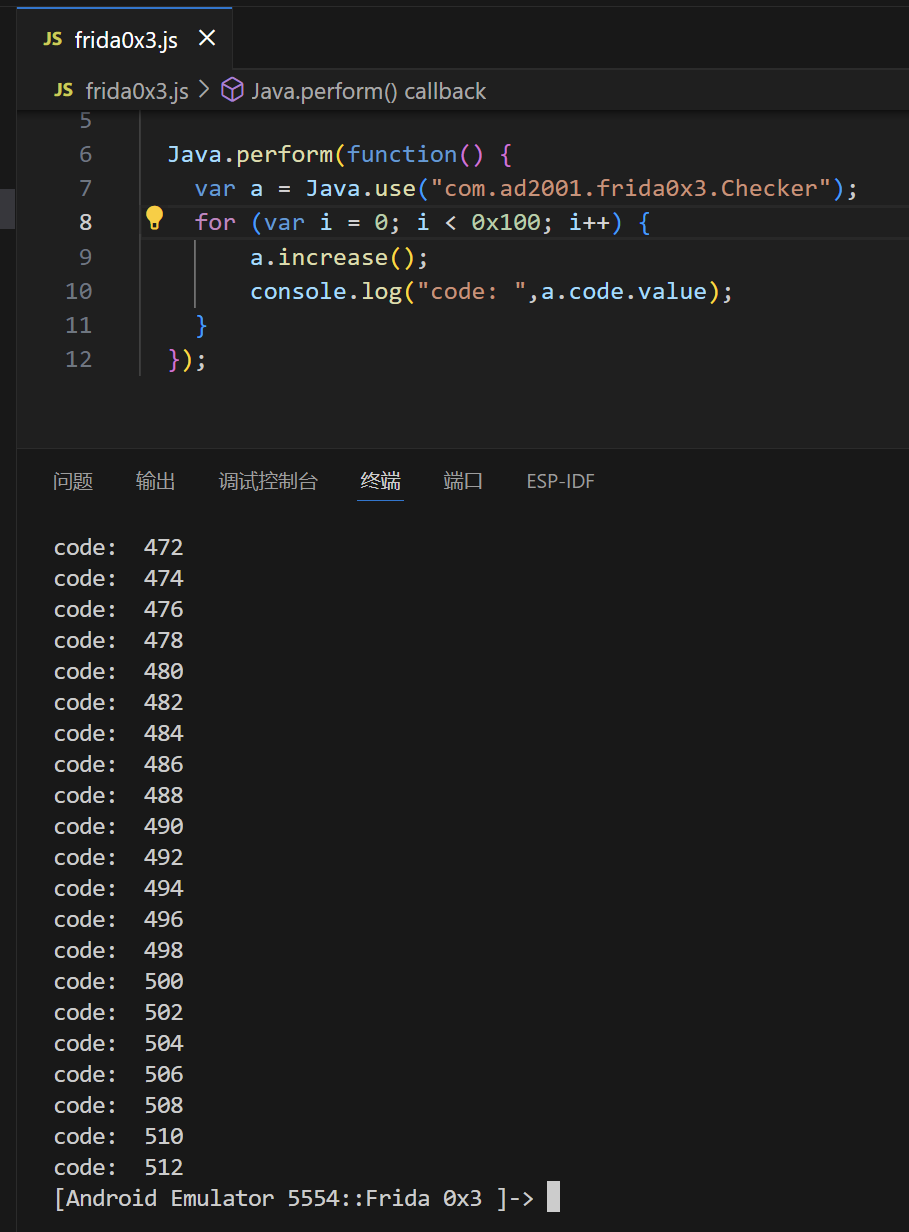 JS frida0x3.js ×
JS frida0x3.js > Java.perform() callback
5
6 Java.perform(function() {
7 var a = Java.use("com.ad2001.frida0x3.Checker");
8 for (var i = 0; i < 0x100; i++) {
9 a.increase();
10 console.log("code: ",a.code.value);
11 }
12 });
问题 输出 调试控制台 终端 端口 ESP-IDF
code:  472
code:  474
code:  476
code:  478
code:  480
code:  482
code:  484
code:  486
code:  488
code:  490
code:  492
code:  494
code:  496
code:  498
code:  500
code:  502
code:  504
code:  506
code:  508
code:  510
code:  512
[Android Emulator 5554::Frida 0x3 ]->